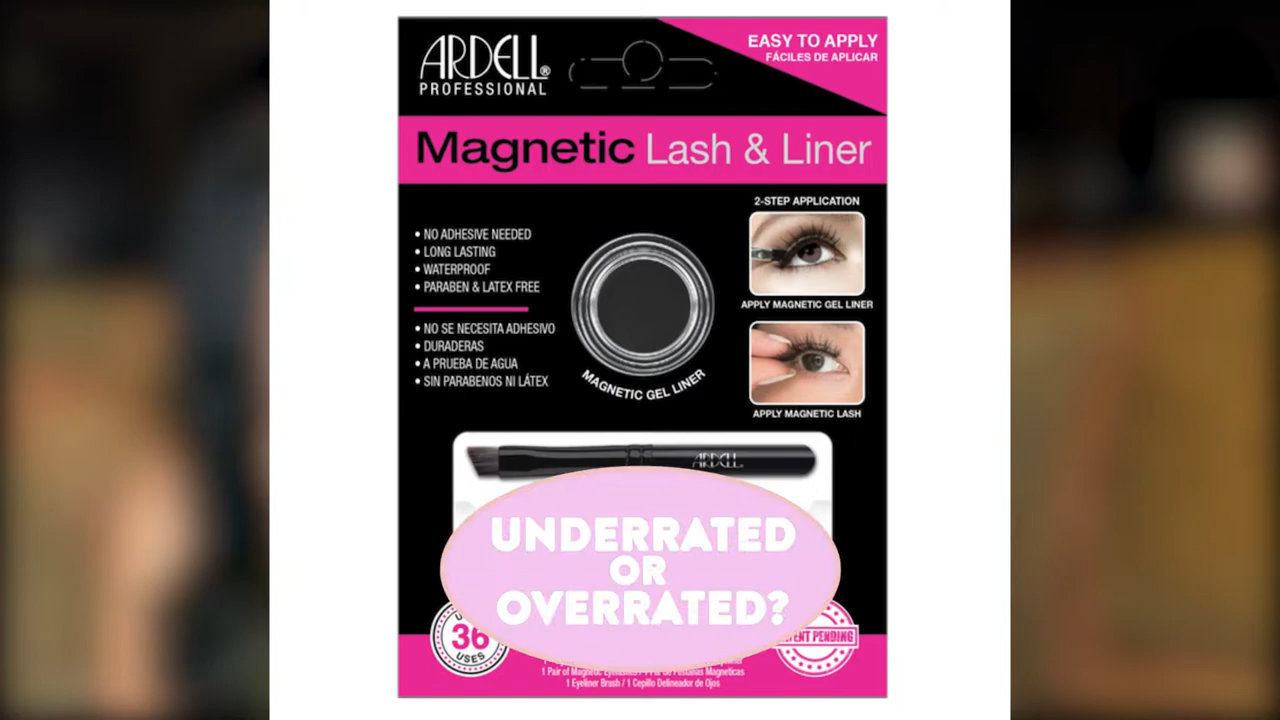 ARDELL®
PROFESSIONAL
EASY TO APPLY
FÁCILES DE APLICAR
Magnetic Lash & Liner
• NO ADHESIVE NEEDED
• LONG LASTING
• WATERPROOF
• PARABEN & LATEX FREE
• NO SE NECESITA ADHESIVO
• DURADERAS
• A PRUEBA DE AGUA
• SIN PARABENOS NI LÁTEX
MAGNETIC GEL LINER
2-STEP APPLICATION
APPLY MAGNETIC GEL LINER
APPLY MAGNETIC LASH
ARDELL
UNDERRATED
OR
OVERRATED?
36
USES
PENDING
1 Pair of Magnetic
Magnéticas
1 Eyeliner Brush / 1 Cepillo Delineador de Ojos